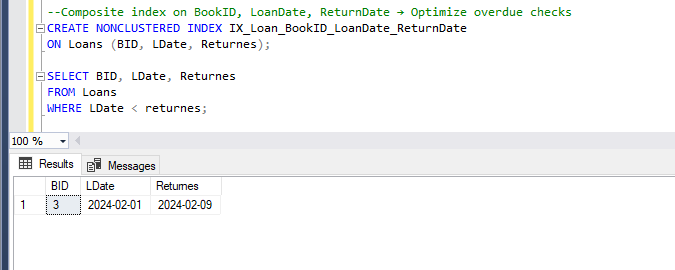 --Composite index on BookID, LoanDate, ReturnDate → Optimize overdue checks
CREATE NONCLUSTERED INDEX IX_Loan_BookID_LoanDate_ReturnDate
ON Loans (BID, LDate, Returnes);
SELECT BID, LDate, Returnes
FROM Loans
WHERE LDate < returnes;
100 %
Results Messages
BID LDate Returnes
1 3 2024-02-01 2024-02-09